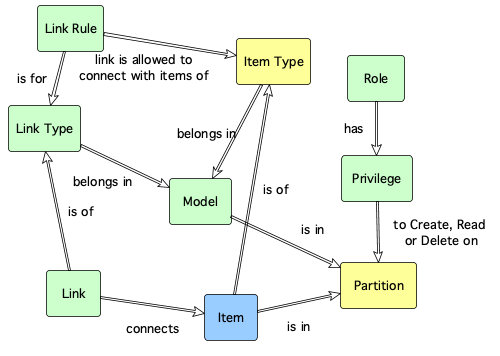 Link Rule
link is allowed to
connect with items of
Item Type
is for
Role
Link Type
belongs in
has
belongs in
Model
is of
Privilege
is of
is in
to Create, Read
or Delete on
Link
connects
Item
is in
Partition